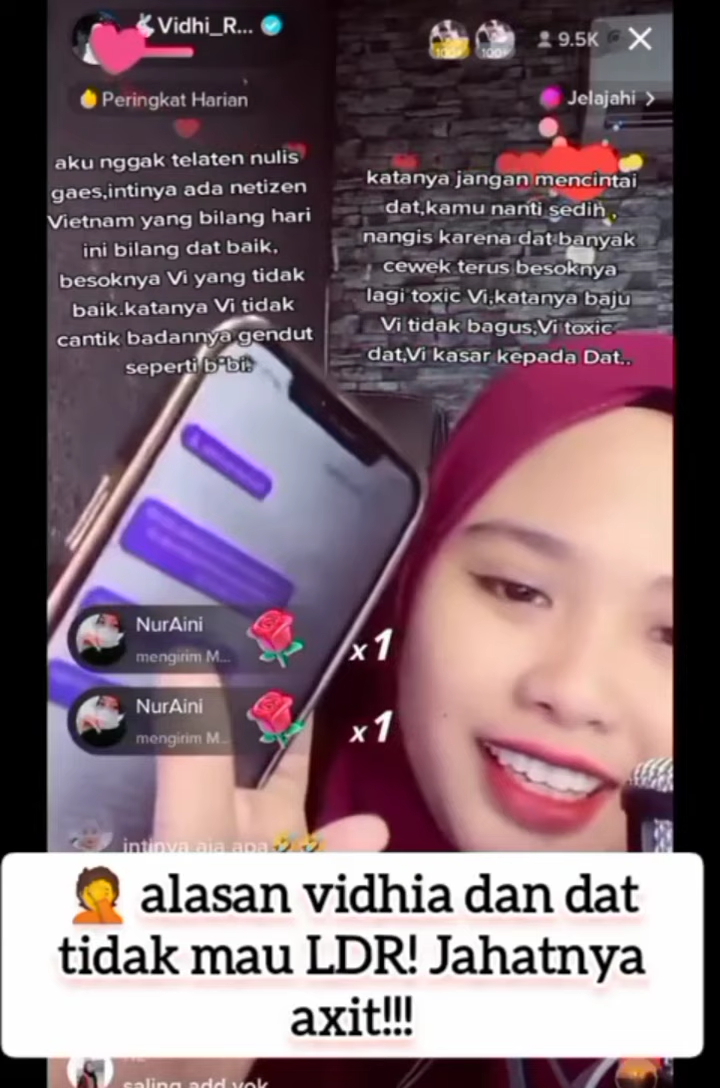 Vidhi_R...
9.5K
Peringkat Harian
Jelajahi >
aku nggak telaten nulis
gaes,intinya ada netizen
Vietnam yang bilang hari
ini bilang dat baik,
besoknya Vi yang tidak
baik.katanya Vi tidak
cantik badannya gendut
seperti b*bi!
katanya jangan mencintai
dat,kamu nanti sedih ,
nangis karena dat banyak
cewek terus besoknya
lagi toxic Vi,katanya baju
Vi tidak bagus,Vi toxic
dat,Vi kasar kepada Dat..
NurAini
mengirim M...
x1
NurAini
mengirim M...
x1
intinya aja apa🤣🤣
🤦 alasan vidhia dan dat
tidak mau LDR! Jahatnya
axit!!!
saling add yok